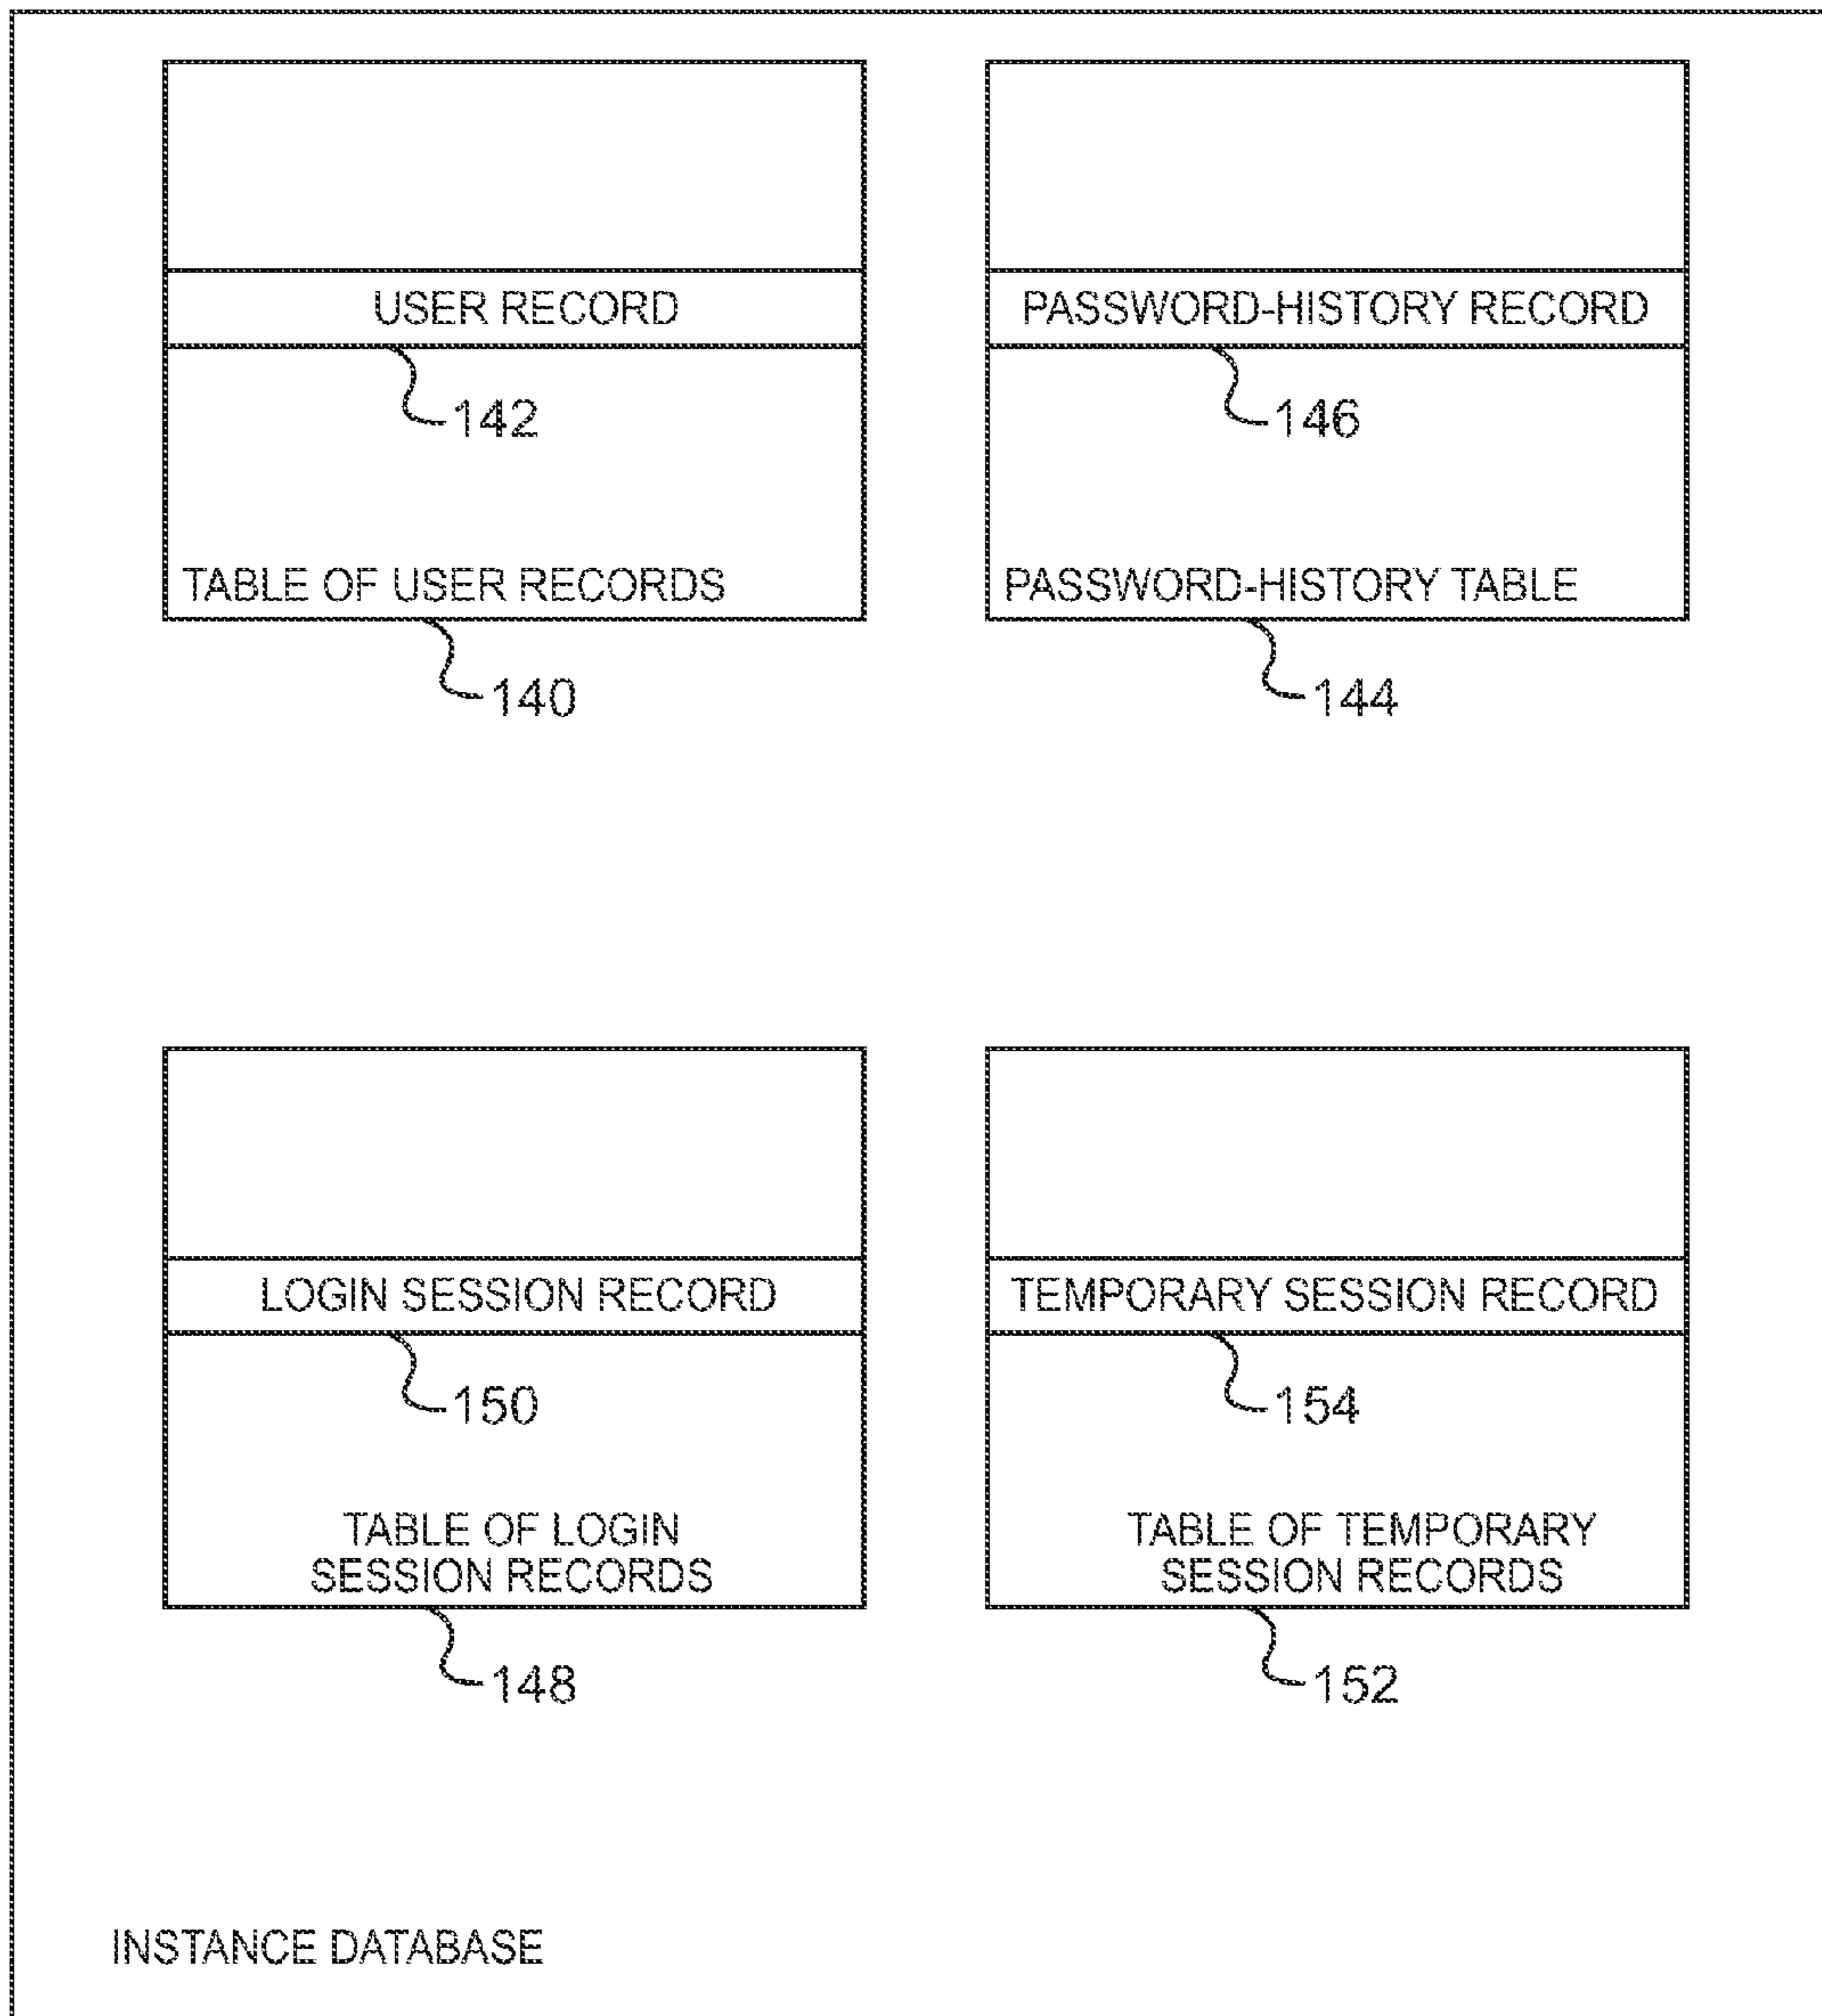 USER RECORD
142
TABLE OF USER RECORDS
140
PASSWORD-HISTORY RECORD
146
PASSWORD-HISTORY TABLE
144
LOGIN SESSION RECORD
150
TABLE OF LOGIN
SESSION RECORDS
148
TEMPORARY SESSION RECORD
154
TABLE OF TEMPORARY
SESSION RECORDS
152
INSTANCE DATABASE